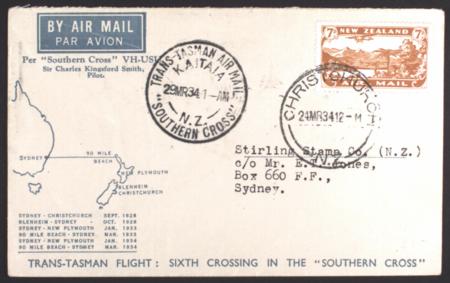 BY AIR MAIL
PAR AVION
Per "Southern Cross" VH-USU
Sir Charles Kingsford Smith,
Pilot.
TRANS-TASMAN AIR MAIL
KAITAIA
29MR34 1-AM
N.Z.
"SOUTHERN CROSS"
7D NEW ZEALAND 7D
AIR MAIL
CHRISTCHURCH
24MR34 12-M
N.Z.
Stirling Stamp Co. (N.Z.)
c/o Mr. E.T. Jones,
Box 660 F.F.,
Sydney.
SYDNEY
90 MILE
BEACH
NEW PLYMOUTH
BLENHEIM
CHRISTCHURCH
SYDNEY - CHRISTCHURCH SEPT. 1928
BLENHEIM - SYDNEY - OCT. 1928
SYDNEY - NEW PLYMOUTH JAN. 1933
90 MILE BEACH - SYDNEY MAR. 1933
SYDNEY - NEW PLYMOUTH JAN. 1934
90 MILE BEACH - SYDNEY MAR. 1934
TRANS-TASMAN FLIGHT: SIXTH CROSSING IN THE "SOUTHERN CROSS"